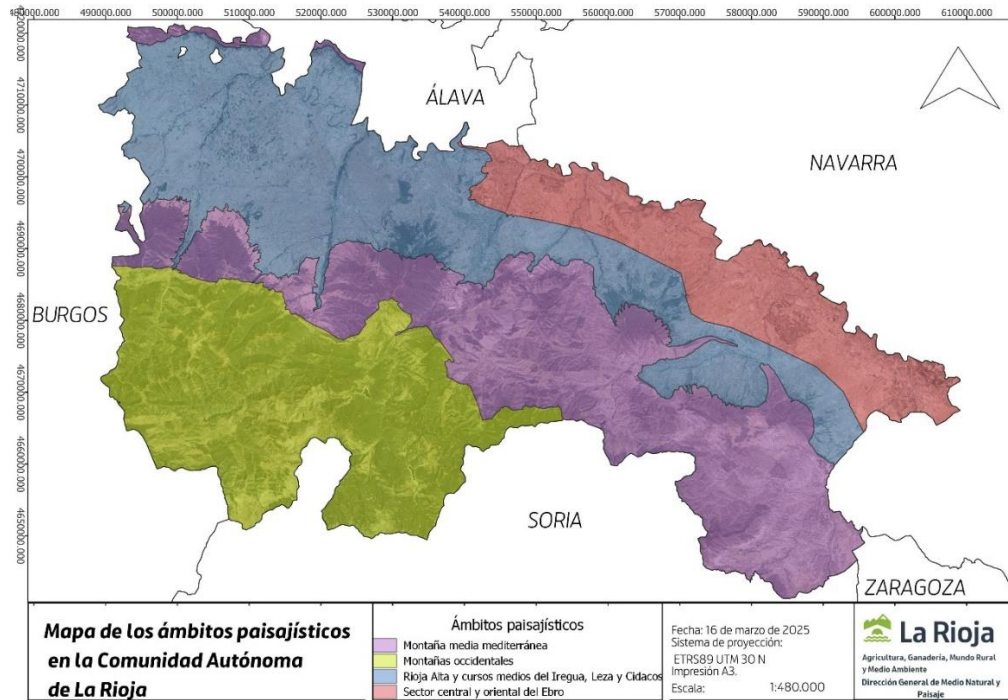 480000.000 490000.000 500000.000 510000.000 520000.000 530000.000 540000.000 550000.000 560000.000 570000.000 580000.000 590000.000 600000.000 610000.000
4720000.000
4710000.000
4700000.000
4690000.000
4680000.000
4670000.000
4660000.000
4650000.000
ÁLAVA
NAVARRA
BURGOS
SORIA
ZARAGOZA
Mapa de los ámbitos paisajísticos
en la Comunidad Autónoma
de La Rioja
Ámbitos paisajísticos
Montaña media mediterránea
Montañas occidentales
Rioja Alta y cursos medios del Iregua, Leza y Cidacos
Sector central y oriental del Ebro
Fecha: 16 de marzo de 2025
Sistema de proyección:
ETRS89 UTM 30 N
Impresión A3.
Escala: 1:480.000
La Rioja
Agricultura, Ganadería, Mundo Rural
y Medio Ambiente
Dirección General de Medio Natural y
Paisaje